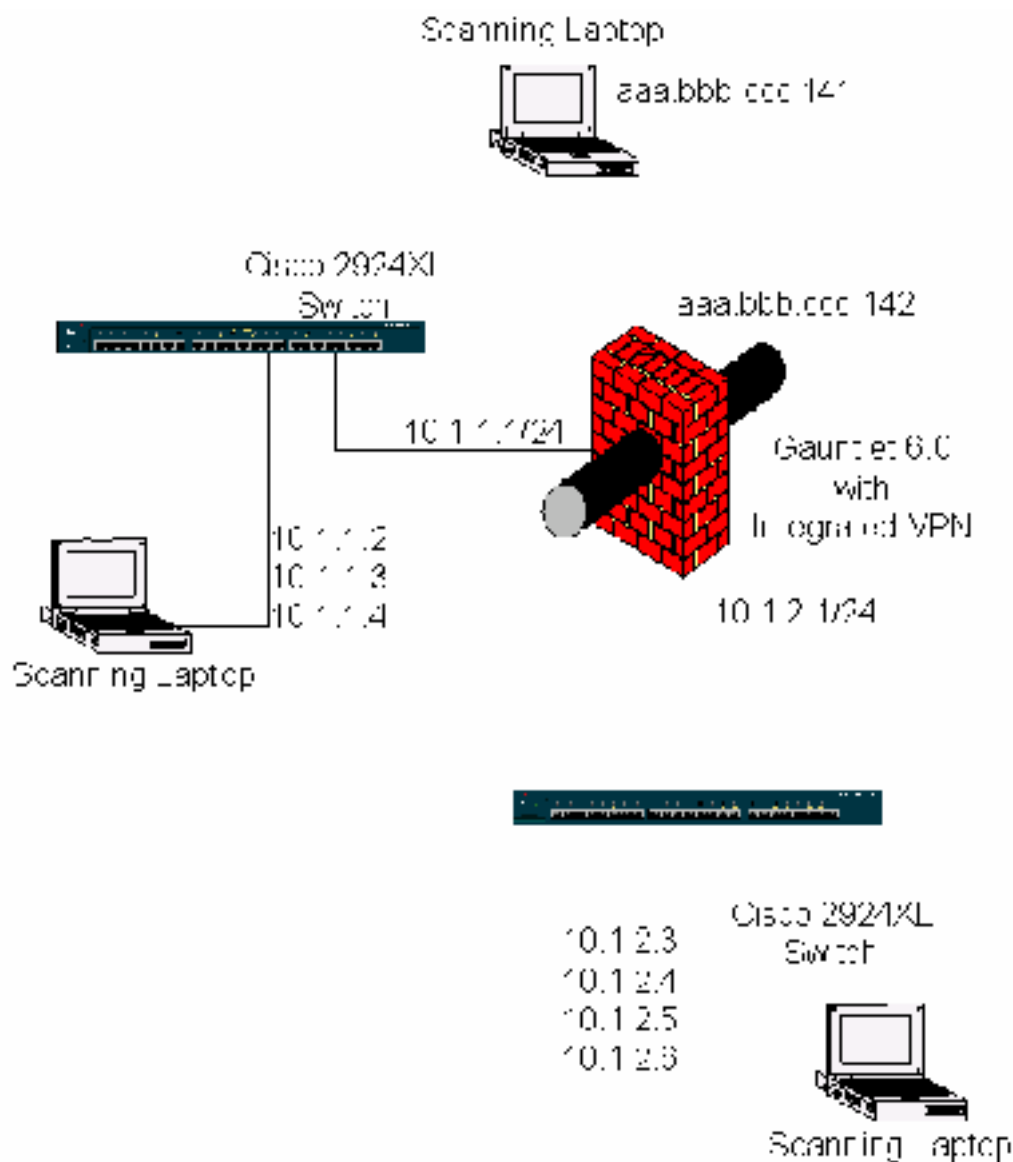 Scanning Laptop
aaa.bbb.ccc.141
Cisco 2924XL
Switch
aaa.bbb.ccc.142
10.1.1.1/24
Gauntlet 6.0
with
Integrated VPN
10.1.1.2
10.1.1.3
10.1.1.4
10.1.2.1/24
Scanning Laptop
Cisco 2924XL
Switch
10.1.2.3
10.1.2.4
10.1.2.5
10.1.2.6
Scanning Laptop